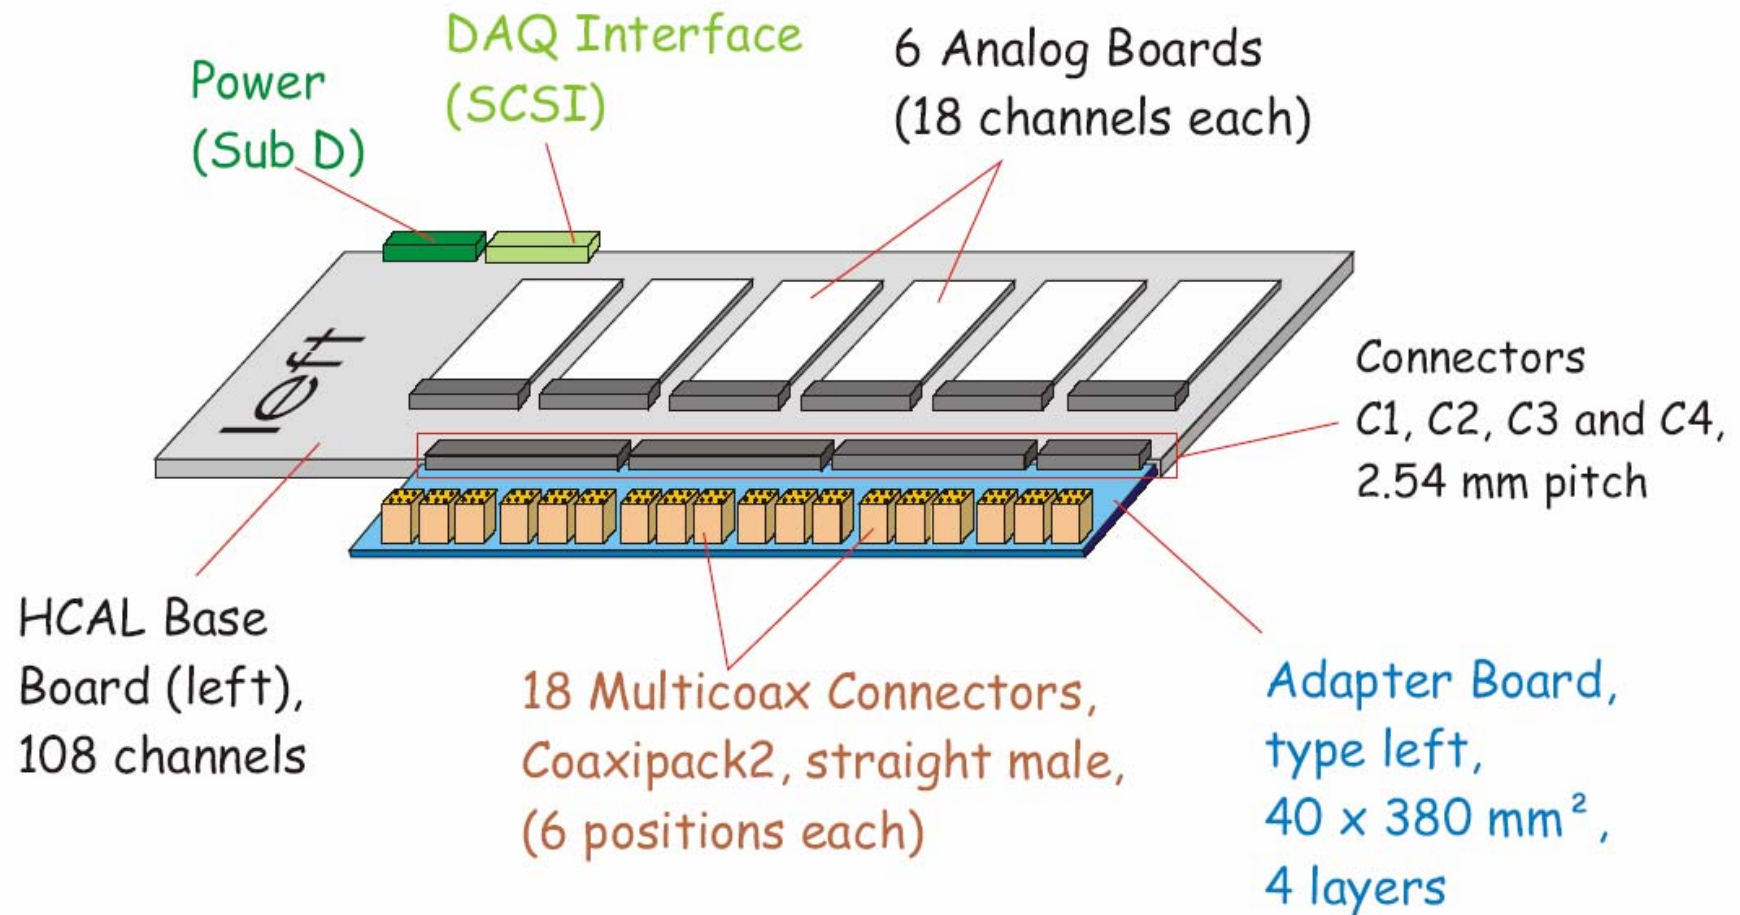 DAQ Interface
(SCSI)
Power
(Sub D)
6 Analog Boards
(18 channels each)
left
Connectors
C1, C2, C3 and C4,
2.54 mm pitch
HCAL Base
Board (left),
108 channels
18 Multicoax Connectors,
Coaxipack2, straight male,
(6 positions each)
Adapter Board,
type left,
40 x 380 mm²,
4 layers